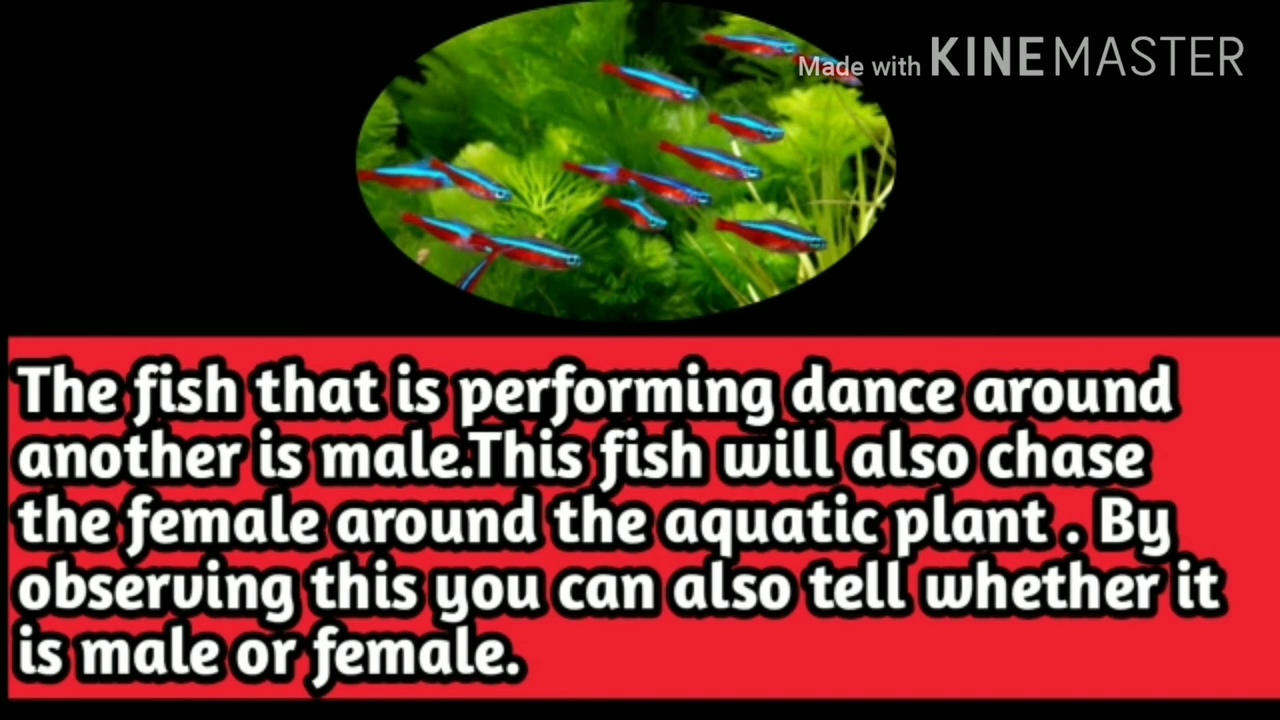 Made with KINEMASTER
The fish that is performing dance around
another is male.This fish will also chase
the female around the aquatic plant . By
observing this you can also tell whether it
is male or female.